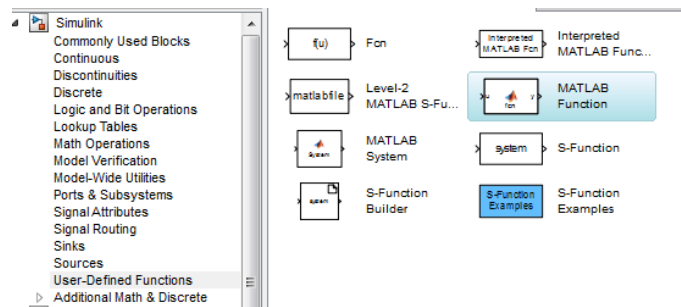 Simulink
Commonly Used Blocks
Continuous
Discontinuities
Discrete
Logic and Bit Operations
Lookup Tables
Math Operations
Model Verification
Model-Wide Utilities
Ports & Subsystems
Signal Attributes
Signal Routing
Sinks
Sources
User-Defined Functions
Additional Math & Discrete
f(u)
Fcn
Interpreted
MATLAB Fcn
Interpreted
MATLAB Func...
matlabfile
Level-2
MATLAB S-Fu...
u
y
fcn
MATLAB
Function
System
MATLAB
System
system
S-Function
system
S-Function
Builder
S-Function
Examples
S-Function
Examples